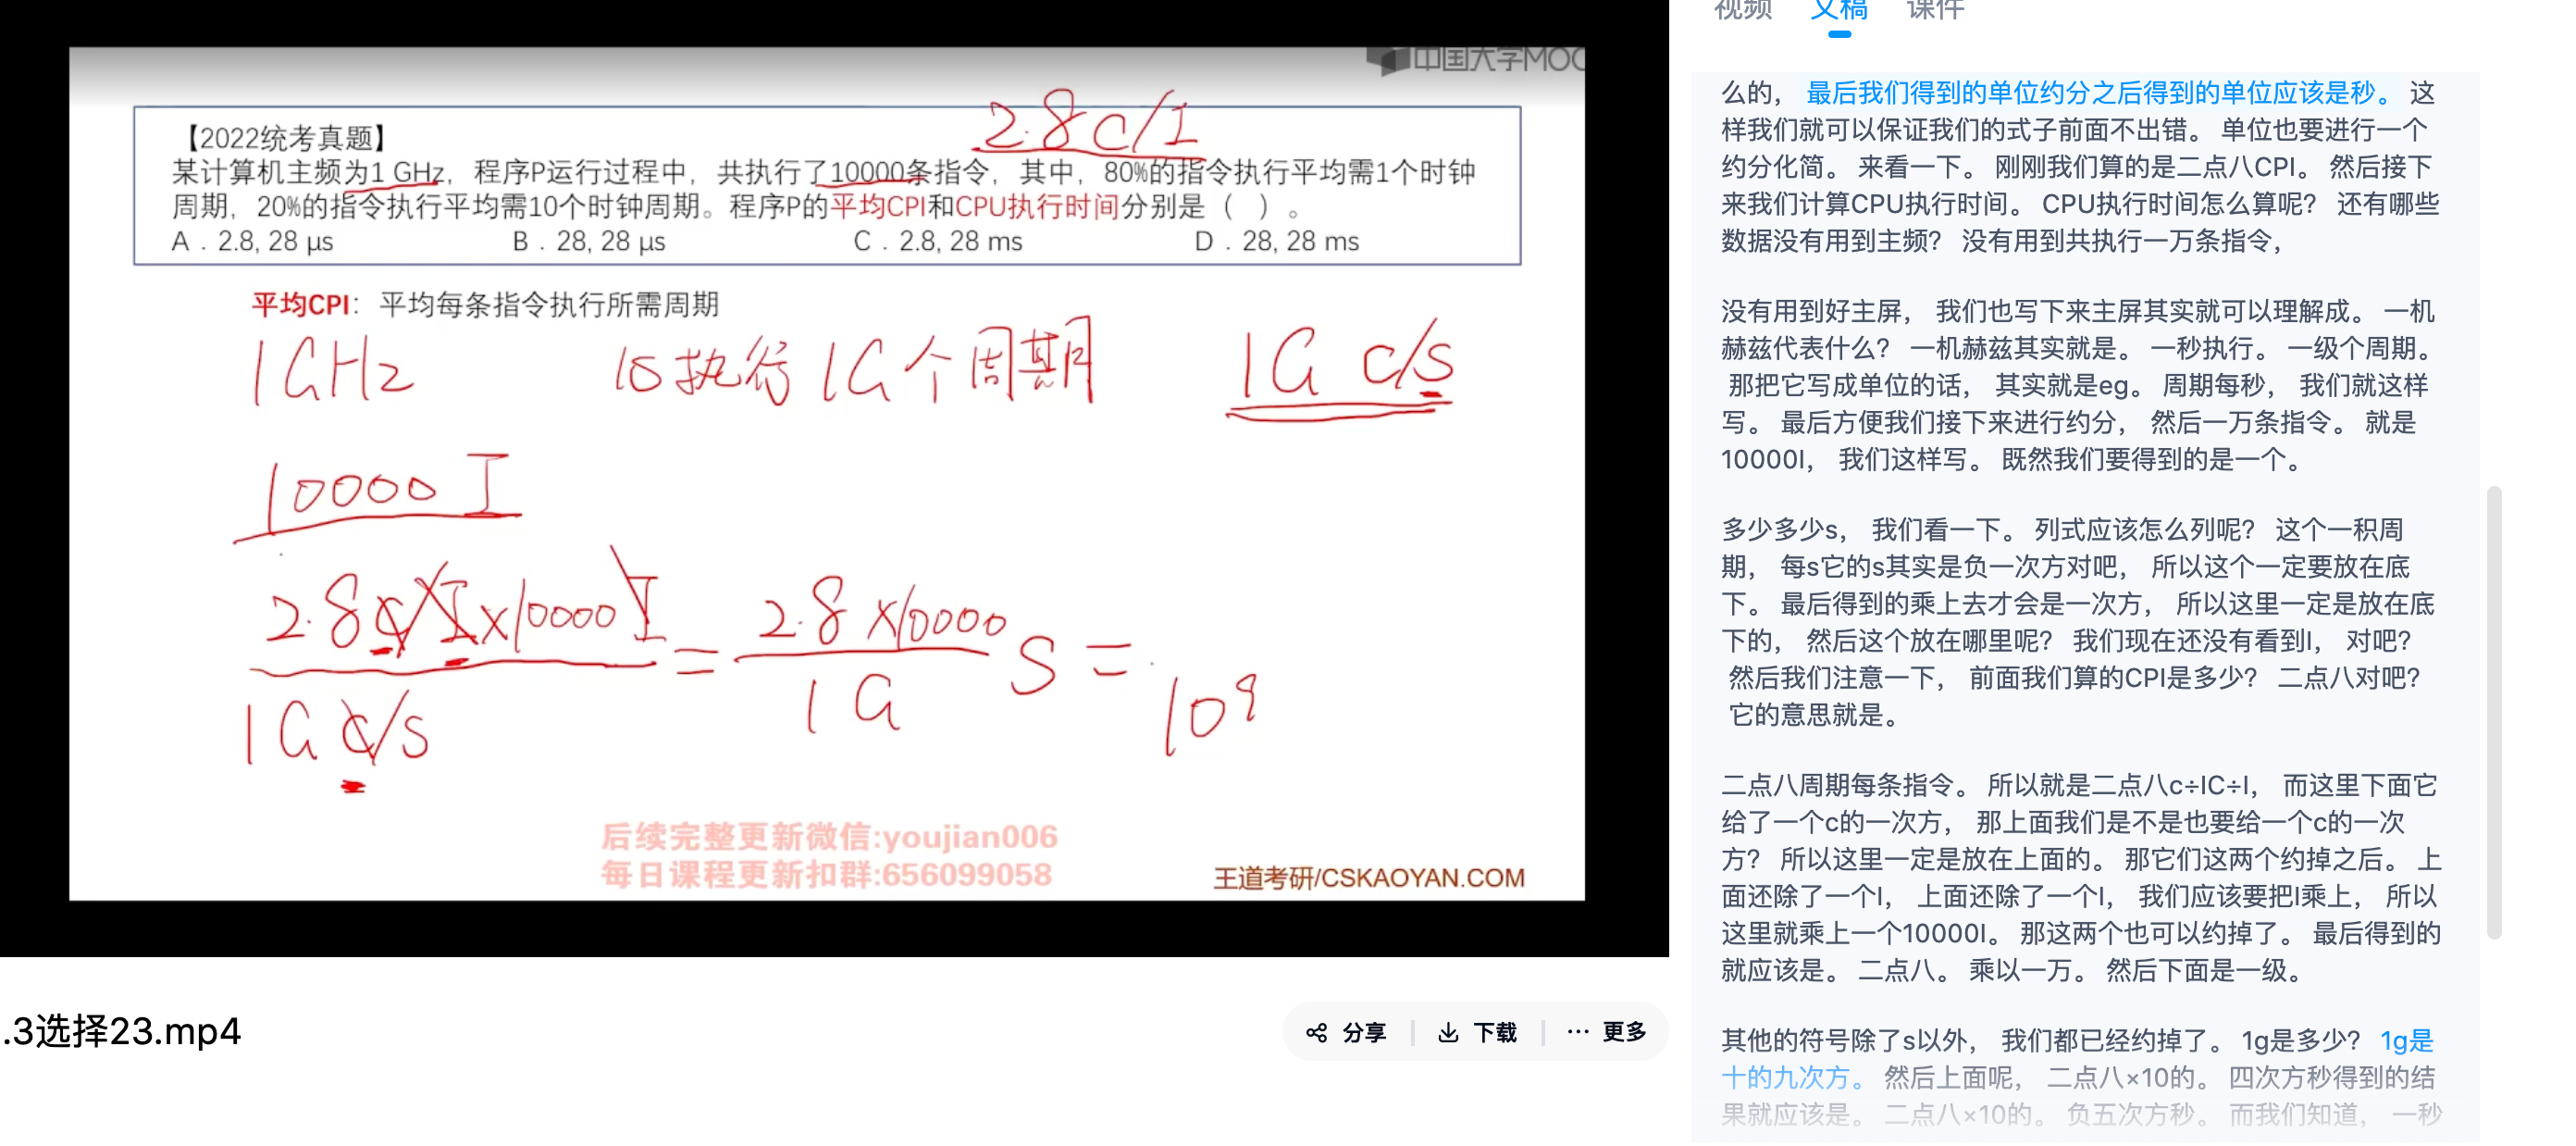 中国大学MOC
2.8C/I
【2022统考真题】
某计算机主频为1 GHz，程序P运行过程中，共执行了10000条指令，其中，80%的指令执行平均需1个时钟
周期，20%的指令执行平均需10个时钟周期。程序P的平均CPI和CPU执行时间分别是（ ）。
A．2.8, 28 μs B．28, 28 μs C．2.8, 28 ms D．28, 28 ms
平均CPI：平均每条指令执行所需周期
1GHz 1s执行1G个周期 1G c/s
10000 I
2.8c/I×10000 I = 2.8×10000 S =
1G c/s 1G 10⁹
后续完整更新微信:youjian006
每日课程更新扣群:656099058
王道考研/CSKAOYAN.COM
.3选择23.mp4
分享 下载 ··· 更多
视频 文稿 课件
么的， 最后我们得到的单位约分之后得到的单位应该是秒。 这
样我们就可以保证我们的式子前面不出错。 单位也要进行一个
约分化简。 来看一下。 刚刚我们算的是二点八CPI。 然后接下
来我们计算CPU执行时间。 CPU执行时间怎么算呢？ 还有哪些
数据没有用到主频？ 没有用到共执行一万条指令，
没有用到好主屏， 我们也写下来主屏其实就可以理解成。 一机
赫兹代表什么？ 一机赫兹其实就是。 一秒执行。 一级个周期。
那把它写成单位的话， 其实就是eg。 周期每秒， 我们就这样
写。 最后方便我们接下来进行约分， 然后一万条指令。 就是
10000I， 我们这样写。 既然我们要得到的是一个。
多少多少s， 我们看一下。 列式应该怎么列呢？ 这个一积周
期， 每s它的s其实是负一次方对吧， 所以这个一定要放在底
下。 最后得到的乘上去才会是一次方， 所以这里一定是放在底
下的， 然后这个放在哪里呢？ 我们现在还没有看到I， 对吧？
然后我们注意一下， 前面我们算的CPI是多少？ 二点八对吧？
它的意思就是。
二点八周期每条指令。 所以就是二点八c÷IC÷I， 而这里下面它
给了一个c的一次方， 那上面我们是不是也要给一个c的一次
方？ 所以这里一定是放在上面的。 那它们这两个约掉之后。 上
面还除了一个I， 上面还除了一个I， 我们应该要把I乘上， 所以
这里就乘上一个10000I。 那这两个也可以约掉了。 最后得到的
就应该是。 二点八。 乘以一万。 然后下面是一级。
其他的符号除了s以外， 我们都已经约掉了。 1g是多少？ 1g是
十的九次方。 然后上面呢， 二点八×10的。 四次方秒得到的结
果就应该是。 二点八×10的。 负五次方秒。 而我们知道， 一秒